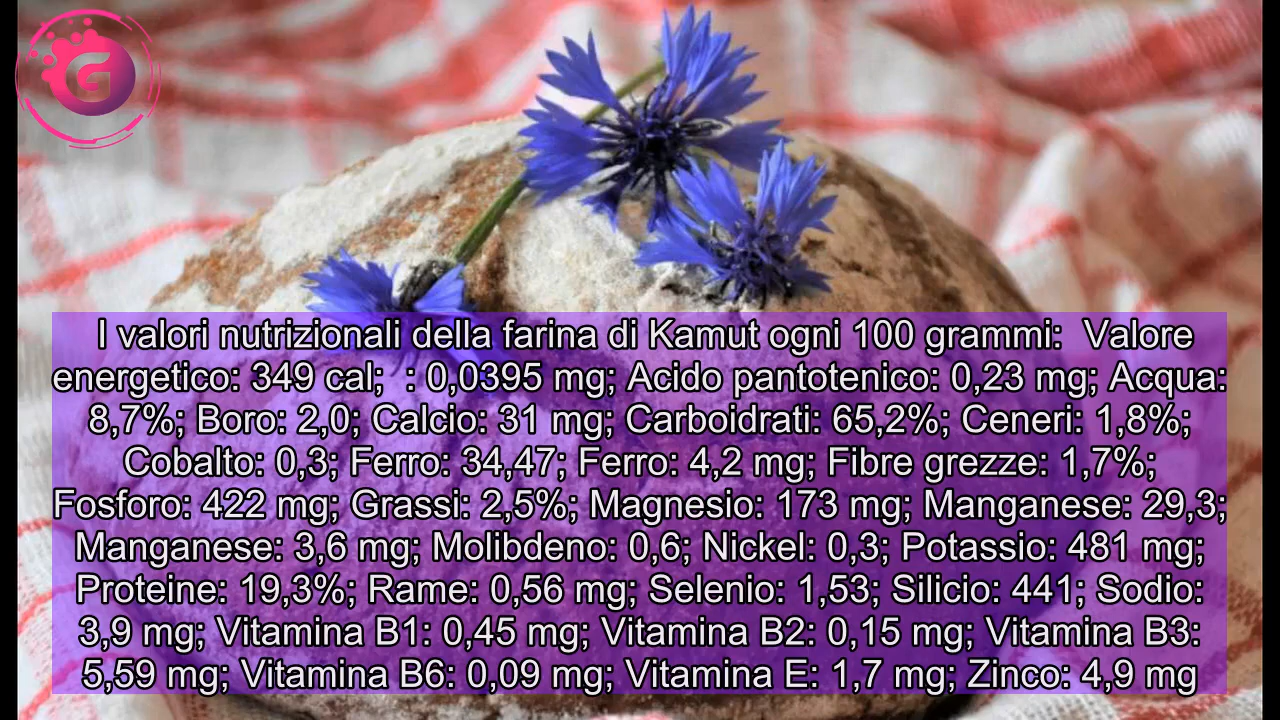 G
I valori nutrizionali della farina di Kamut ogni 100 grammi:  Valore
energetico: 349 cal;  : 0,0395 mg; Acido pantotenico: 0,23 mg; Acqua:
8,7%; Boro: 2,0; Calcio: 31 mg; Carboidrati: 65,2%; Ceneri: 1,8%;
Cobalto: 0,3; Ferro: 34,47; Ferro: 4,2 mg; Fibre grezze: 1,7%;
Fosforo: 422 mg; Grassi: 2,5%; Magnesio: 173 mg; Manganese: 29,3;
Manganese: 3,6 mg; Molibdeno: 0,6; Nickel: 0,3; Potassio: 481 mg;
Proteine: 19,3%; Rame: 0,56 mg; Selenio: 1,53; Silicio: 441; Sodio:
3,9 mg; Vitamina B1: 0,45 mg; Vitamina B2: 0,15 mg; Vitamina B3:
5,59 mg; Vitamina B6: 0,09 mg; Vitamina E: 1,7 mg; Zinco: 4,9 mg